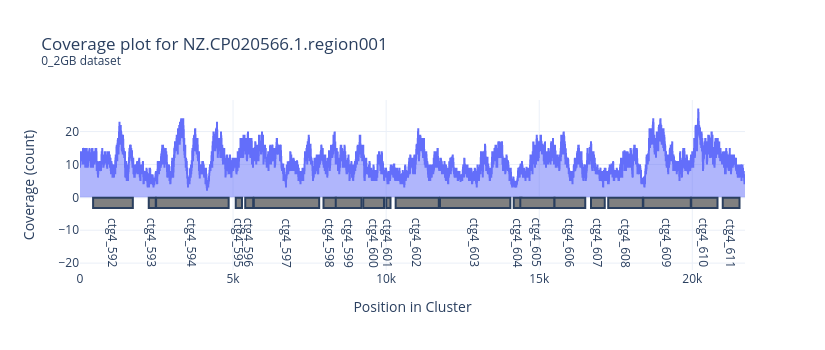 Coverage plot for NZ.CP020566.1.region001
0_2GB dataset
Coverage (count)
20
10
0
−10
−20
ctg4_592
ctg4_593
ctg4_594
ctg4_595
ctg4_596
ctg4_597
ctg4_598
ctg4_599
ctg4_600
ctg4_601
ctg4_602
ctg4_603
ctg4_604
ctg4_605
ctg4_606
ctg4_607
ctg4_608
ctg4_609
ctg4_610
ctg4_611
0
5k
10k
15k
20k
Position in Cluster